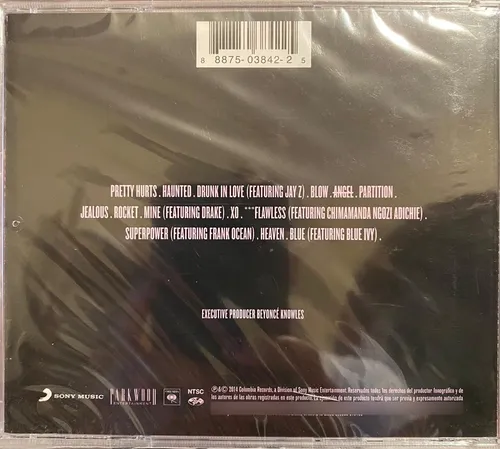 8 88750 3842-2 5
PRETTY HURTS . HAUNTED . DRUNK IN LOVE (FEATURING JAY Z) . BLOW . ANGEL . PARTITION .
JEALOUS . ROCKET . MINE (FEATURING DRAKE) . XO . ***FLAWLESS (FEATURING CHIMAMANDA NGOZI ADICHIE) .
SUPERPOWER (FEATURING FRANK OCEAN) . HEAVEN . BLUE (FEATURING BLUE IVY) .
EXECUTIVE PRODUCER BEYONCÉ KNOWLES
SONY MUSIC
PARKWOOD
ENTERTAINMENT
NTSC
℗&© 2014 Columbia Records, a Division of Sony Music Entertainment. Reservados todos los derechos del productor fonográfico y de
los autores de las obras registradas en este producto. La
de este producto tendrá que ser previa y expresamente autorizada